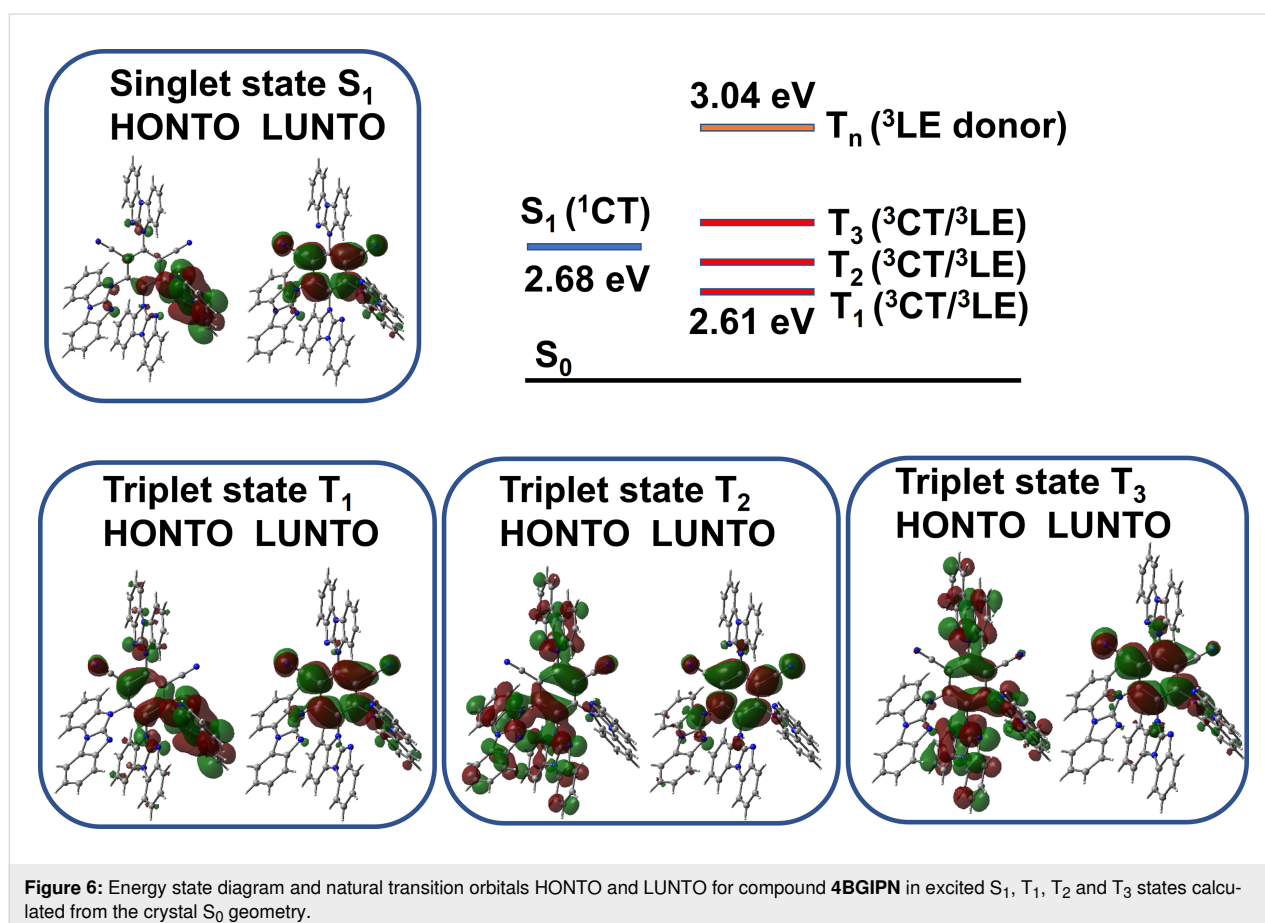 Singlet state S₁
HONTO LUNTO
3.04 eV
Tₙ (³LE donor)
S₁ (¹CT)
2.68 eV
T₃ (³CT/³LE)
T₂ (³CT/³LE)
T₁ (³CT/³LE)
2.61 eV
S₀
Triplet state T₁
HONTO LUNTO
Triplet state T₂
HONTO LUNTO
Triplet state T₃
HONTO LUNTO
Figure 6: Energy state diagram and natural transition orbitals HONTO and LUNTO for compound 4BGIPN in excited S₁, T₁, T₂ and T₃ states calcu-
lated from the crystal S₀ geometry.